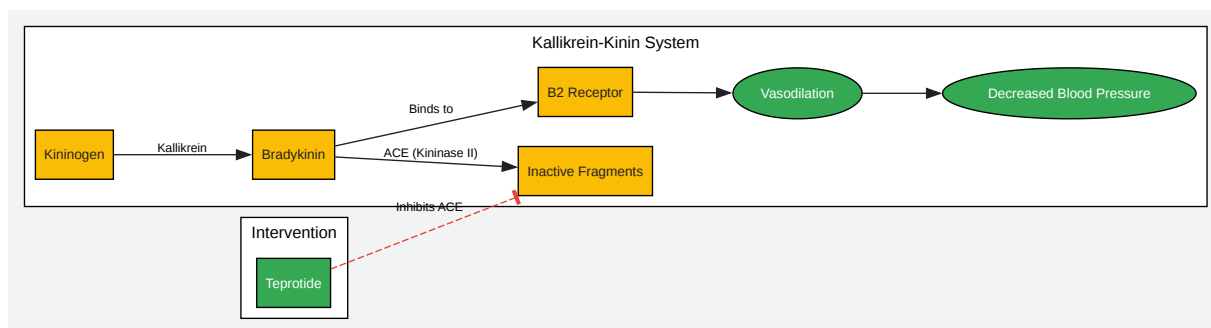 Kallikrein-Kinin System
B2 Receptor
Vasodilation
Decreased Blood Pressure
Binds to
Kininogen
Kallikrein
Bradykinin
ACE (Kininase II)
Inactive Fragments
Inhibits ACE
Intervention
Teprotide